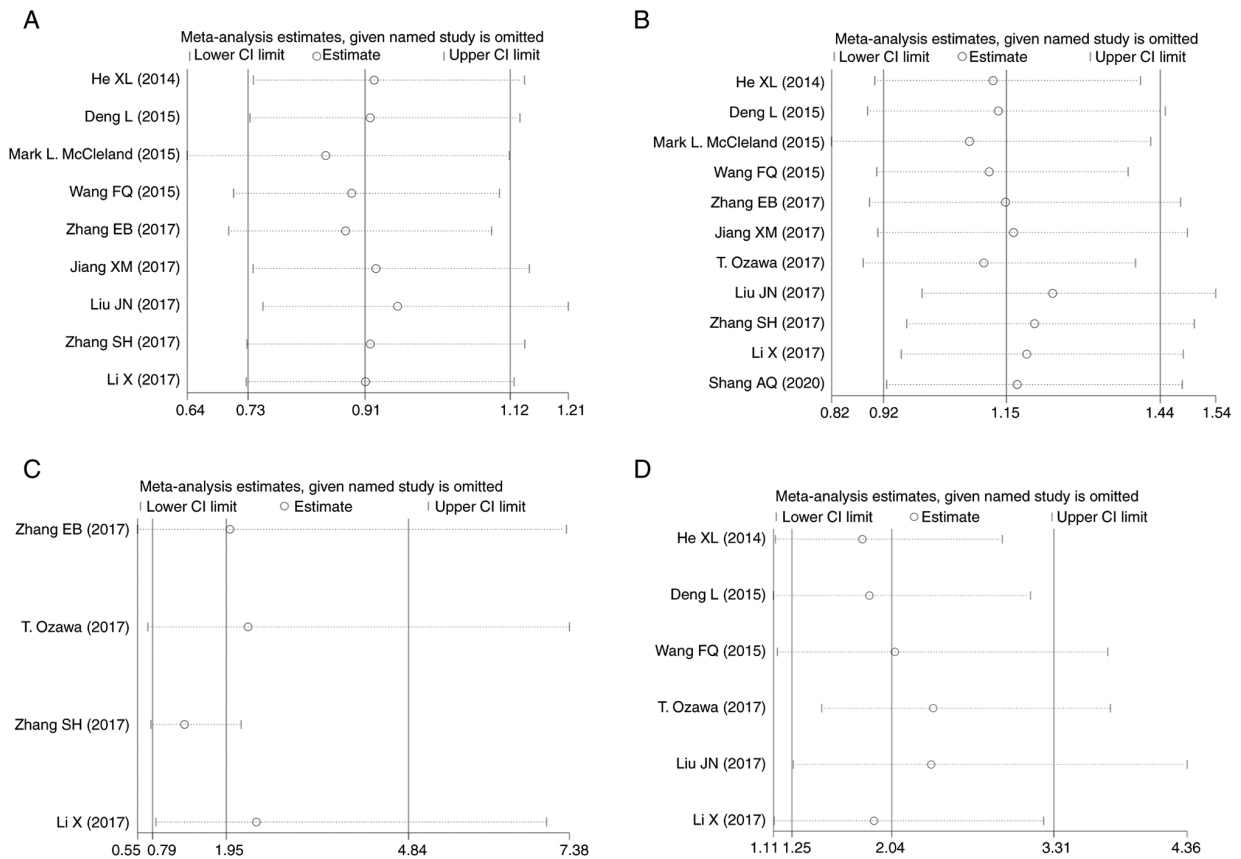 A
Meta-analysis estimates, given named study is omitted
Lower CI limit Estimate Upper CI limit
He XL (2014)
Deng L (2015)
Mark L. McCleland (2015)
Wang FQ (2015)
Zhang EB (2017)
Jiang XM (2017)
Liu JN (2017)
Zhang SH (2017)
Li X (2017)
0.64 0.73 0.91 1.12 1.21
B
Meta-analysis estimates, given named study is omitted
Lower CI limit Estimate Upper CI limit
He XL (2014)
Deng L (2015)
Mark L. McCleland (2015)
Wang FQ (2015)
Zhang EB (2017)
Jiang XM (2017)
T. Ozawa (2017)
Liu JN (2017)
Zhang SH (2017)
Li X (2017)
Shang AQ (2020)
0.82 0.92 1.15 1.44 1.54
C
Meta-analysis estimates, given named study is omitted
Lower CI limit Estimate Upper CI limit
Zhang EB (2017)
T. Ozawa (2017)
Zhang SH (2017)
Li X (2017)
0.55 0.79 1.95 4.84 7.38
D
Meta-analysis estimates, given named study is omitted
Lower CI limit Estimate Upper CI limit
He XL (2014)
Deng L (2015)
Wang FQ (2015)
T. Ozawa (2017)
Liu JN (2017)
Li X (2017)
1.11 1.25 2.04 3.31 4.36